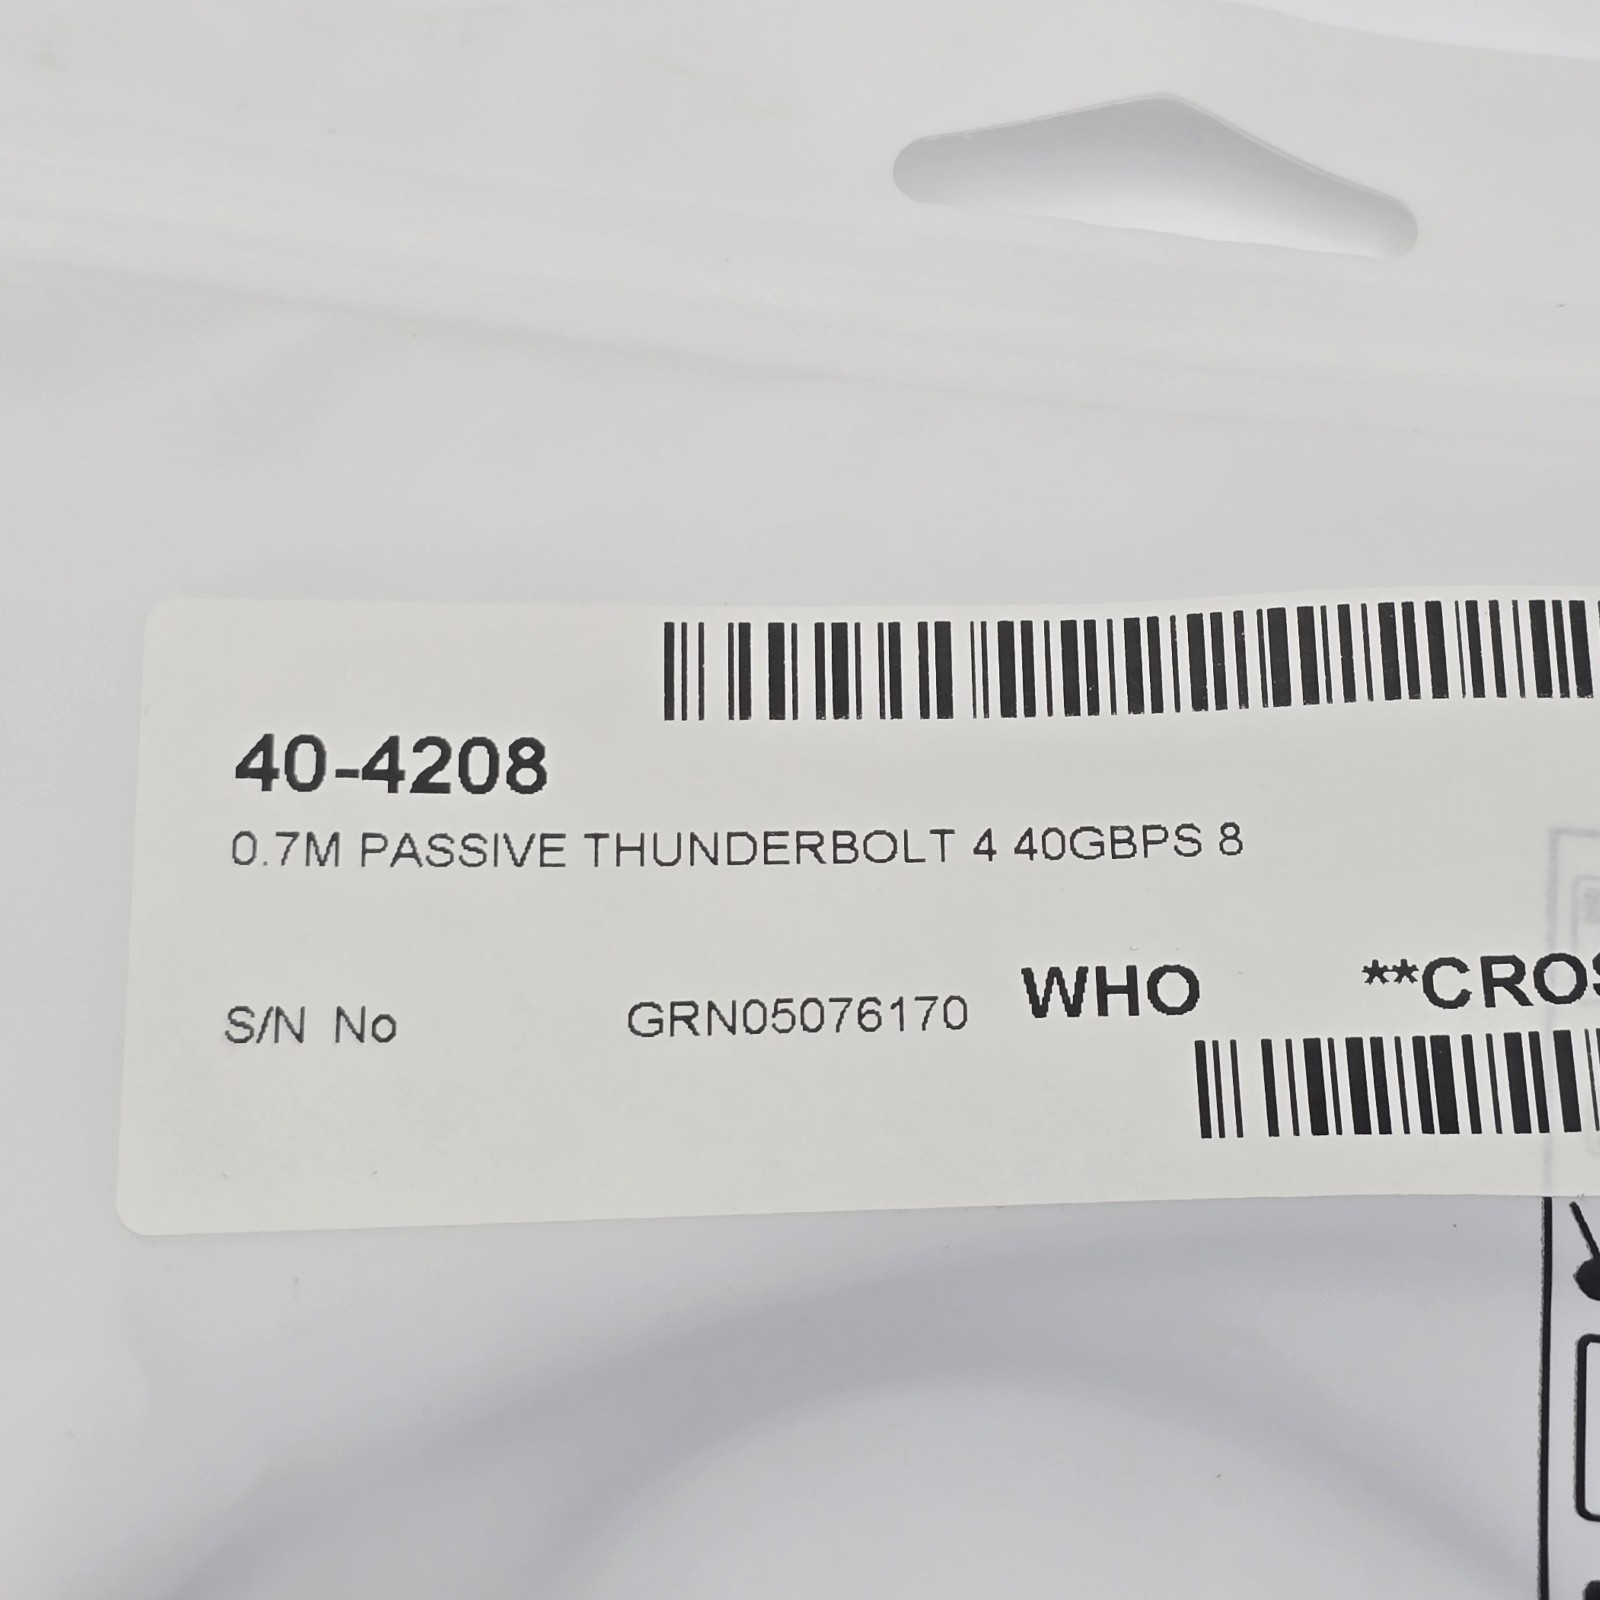 40-4208
0.7M PASSIVE THUNDERBOLT 4 40GBPS 8
WHO **CROS
S/N No GRN05076170